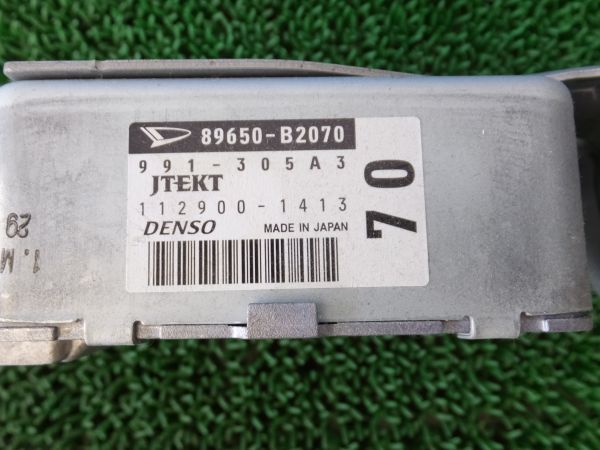 89650-B2070
991-305A3
JTEKT
112900-1413
DENSO MADE IN JAPAN
70
1. M
29